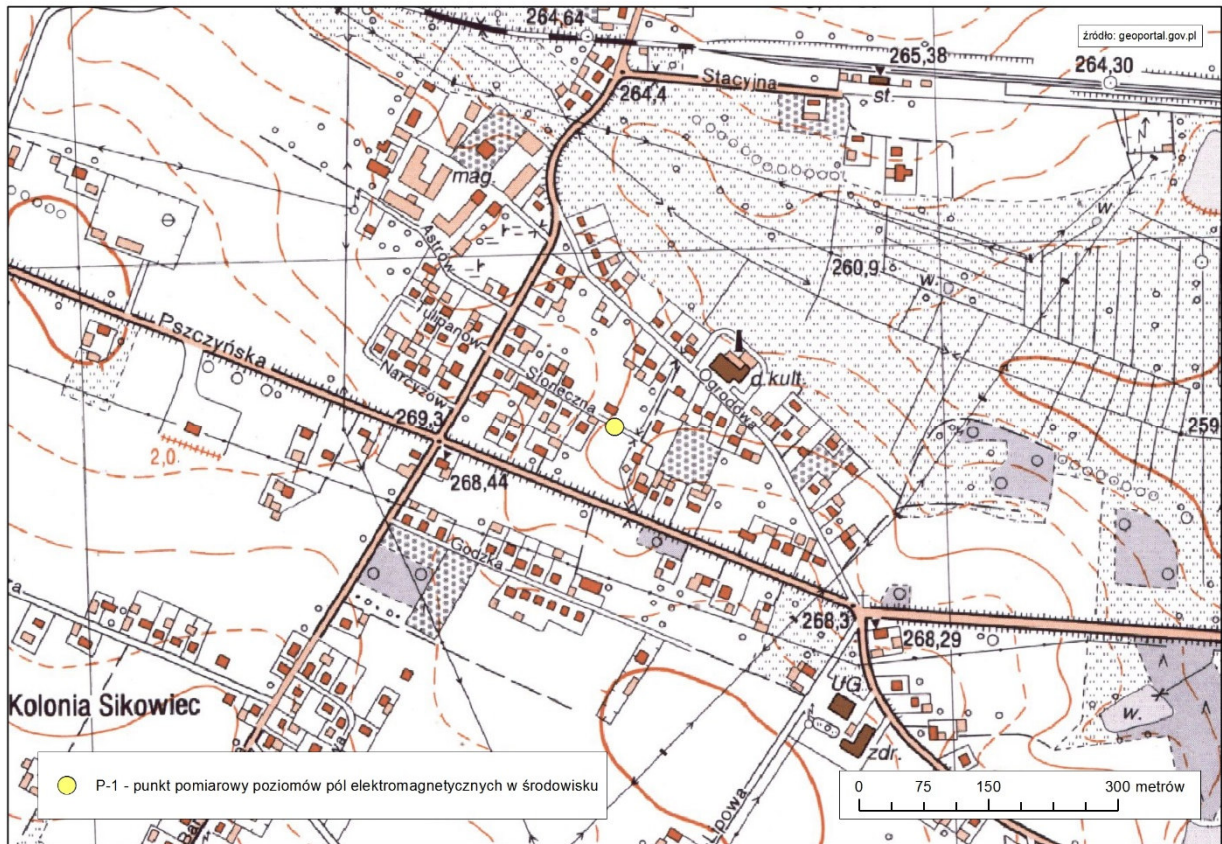 264,64
źródło: geoportal.gov.pl
265,38
264,30
Stacyjna
st.
264,4
mag.
Astrów
w.
260,9
w.
Tulipanów
Pszczyńska
Słoneczna
Narcyzów
Ogrodowa
d.kult.
269,3
259
2,0
268,44
Godzka
268,3
268,29
UG
Kolonia Sikowiec
w.
zdr.
Lipowa
P-1 - punkt pomiarowy poziomów pól elektromagnetycznych w środowisku
0 75 150 300 metrów